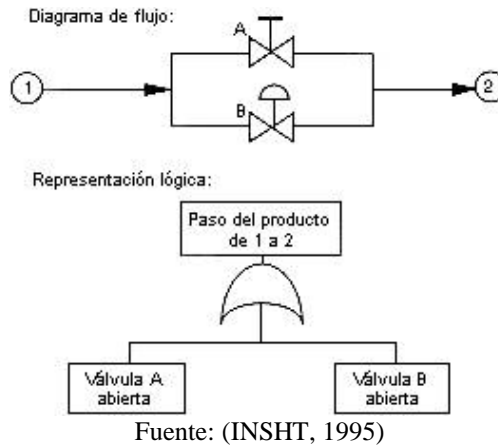 Diagrama de flujo:
A
1
2
B
Representación lógica:
Paso del producto
de 1 a 2
Válvula A
abierta
Válvula B
abierta
Fuente: (INSHT, 1995)